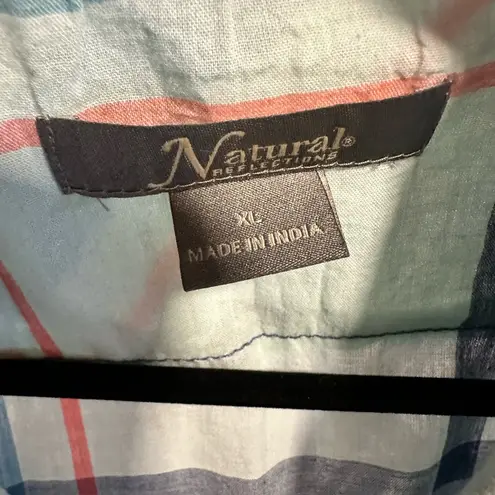 Natural®
REFLECTIONS
XL
MADE IN INDIA